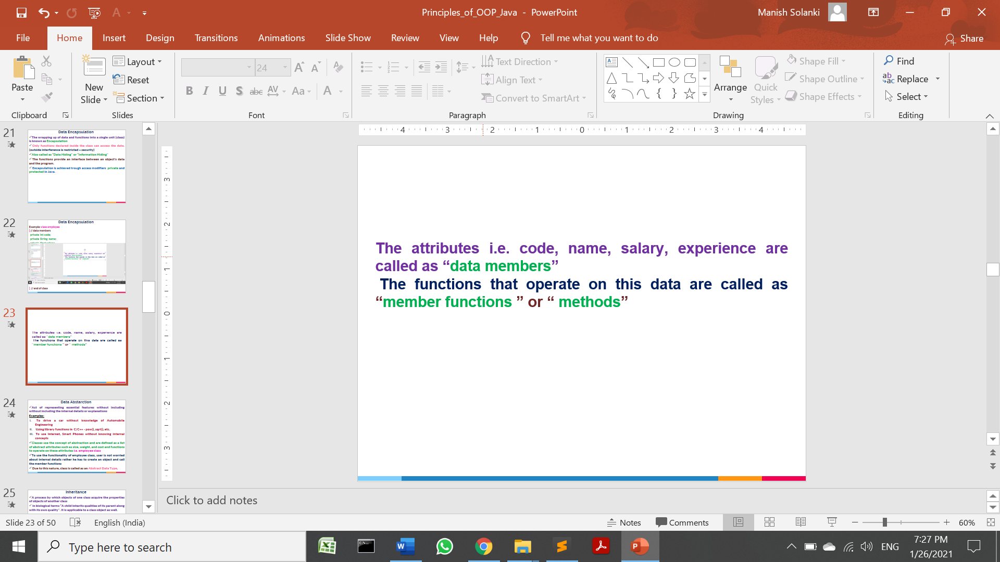 Principles_of_OOP_Java - PowerPoint
Manish Solanki
File Home Insert Design Transitions Animations Slide Show Review View Help Tell me what you want to do Share
Paste
Clipboard
New Slide
Layout
Reset
Section
Slides
24
B I U S abc AV Aa A
Font
Text Direction
Align Text
Convert to SmartArt
Paragraph
Arrange
Quick Styles
Shape Fill
Shape Outline
Shape Effects
Drawing
Find
Replace
Select
Editing
4 3 2 1 0 1 2 3 4
3 2 1 0 1 2 3
21
Data Encapsulation
✓The wrapping up of data and functions into a single unit (class)
is known as Encapsulation
✓Only functions declared inside the class can access the data.
(outside interference is restricted – security)
✓Also called as "Data Hiding" or "Information Hiding"
✓ The functions provide an interface between an object's data
and the program.
✓ Encapsulation is achieved trough access modifiers private and
protected in Java.
22
Data Encapsulation
Example: class employee
{ // data members
private int code;
private String name;
} // end of class
23
The attributes i.e. code, name, salary, experience are
called as "data members"
The functions that operate on this data are called as
"member functions " or " methods"
24
Data Abstarction
✓Act of representing essential features without including
without including the internal details or explanations
Examples:
i. To drive a car without knowledge of Automobile
Engineering
ii. Using library functions in C/C++ - pow(), sqrt(), etc.
iii. To use Internet, Smart Phones without knowing internal
concepts
✓Classes use the concept of abstraction and are defined as a list
of abstract attributes such as size, weight, and cost and functions
to operate on these attributes i.e. employee class
✓To use the functionality of employee class, user is not worried
about internal details rather he has to create an object and call
the member functions
✓ Due to this nature, class is called as an Abstract Data Type.
25
Inheritance
✓A process by which objects of one class acquire the properties
of objects of another class
✓ In biological terms "A child inherits qualities of its parent along
with its own quality". It is applicable to a class object as well.
The attributes i.e. code, name, salary, experience are
called as “data members”
The functions that operate on this data are called as
“member functions ” or “ methods”
Click to add notes
Slide 23 of 50 English (India) Notes Comments 60%
Type here to search
ENG
7:27 PM
1/26/2021